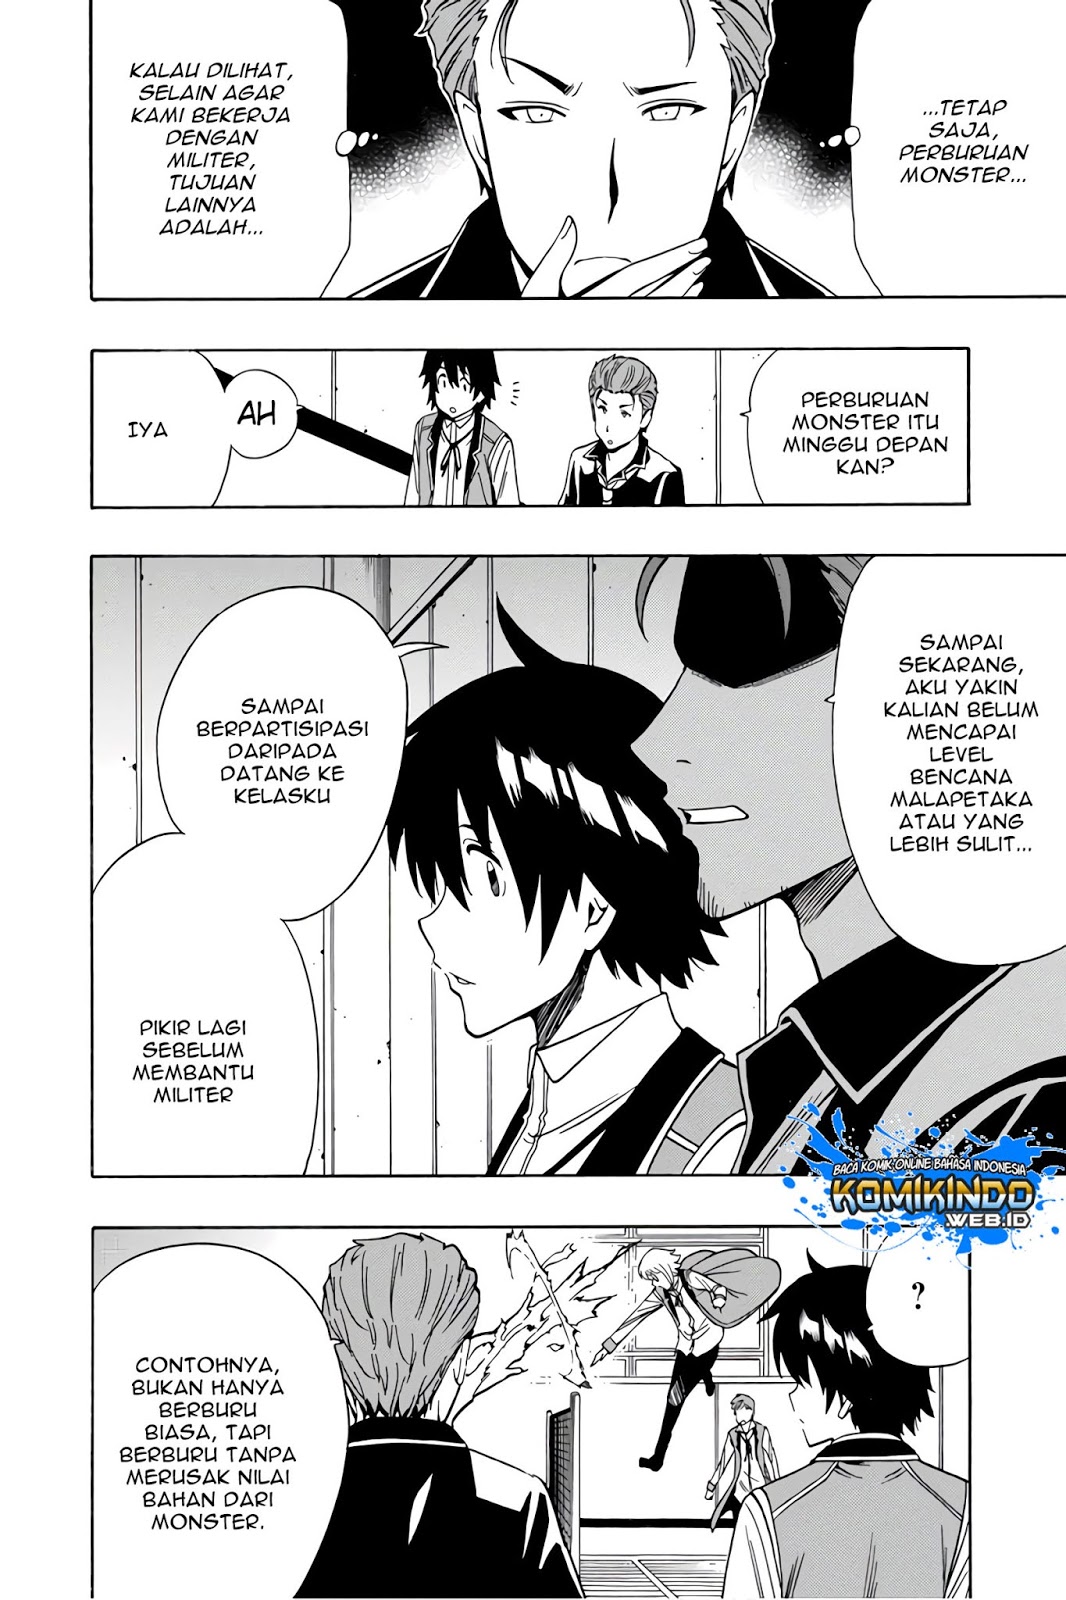 ...TETAP
SAJA,
PERBURUAN
MONSTER...
KALAU DILIHAT,
SELAIN AGAR
KAMI BEKERJA
DENGAN
MILITER,
TUJUAN
LAINNYA
ADALAH...
PERBURUAN
MONSTER ITU
MINGGU DEPAN
KAN?
AH
IYA
SAMPAI
SEKARANG,
AKU YAKIN
KALIAN BELUM
MENCAPAI
LEVEL
BENCANA
MALAPETAKA
ATAU YANG
LEBIH SULIT...
SAMPAI
BERPARTISIPASI
DARIPADA
DATANG KE
KELASKU
PIKIR LAGI
SEBELUM
MEMBANTU
MILITER
BACA KOMIK ONLINE BAHASA INDONESIA
KOMIKINDO
WEB.ID
?
CONTOHNYA,
BUKAN HANYA
BERBURU
BIASA, TAPI
BERBURU TANPA
MERUSAK NILAI
BAHAN DARI
MONSTER.